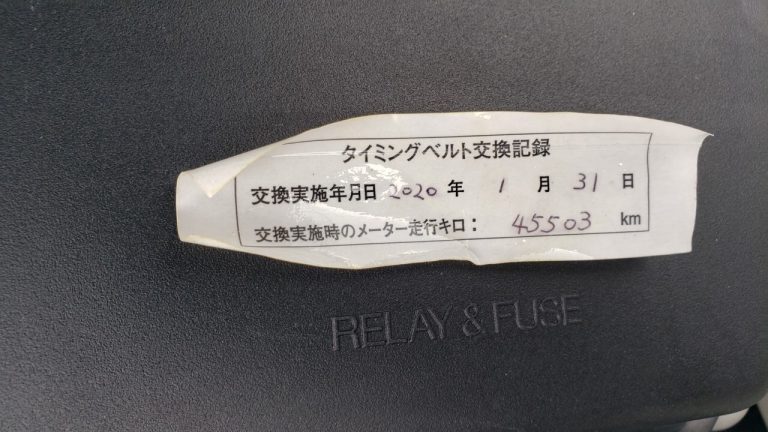 タイミングベルト交換記録
交換実施年月日 2020 年 1 月 31 日
交換実施時のメーター走行キロ： 45503 km
RELAY & FUSE